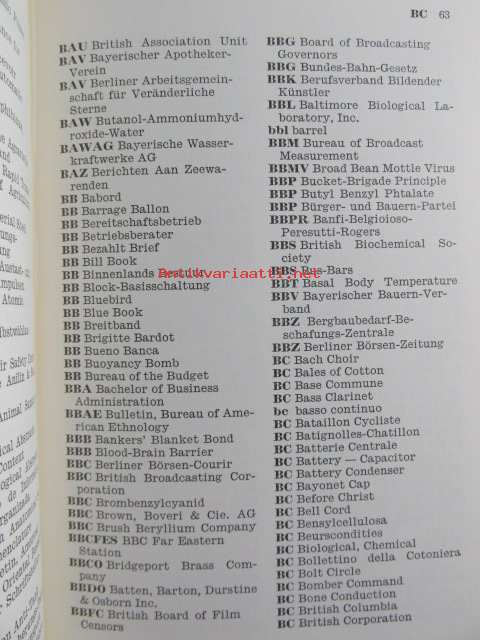 BC 63
BAU British Association Unit
BAV Bayerischer Apotheker-
Verein
BAV Berliner Arbeitsgemein-
schaft für Veränderliche
Sterne
BAW Butanol-Ammoniumhyd-
roxide-Water
BAWAG Bayerische Wasser-
kraftwerke AG
BAZ Berichten Aan Zeewa-
renden
BB Babord
BB Barrage Ballon
BB Bereitschaftsbetrieb
BB Betriebsberater
BB Bezahlt Brief
BB Bill Book
BB Binnenlands Bestuur
BB Block-Basisschaltung
BB Bluebird
BB Blue Book
BB Breitband
BB Brigitte Bardot
BB Bueno Banca
BB Buoyancy Bomb
BB Bureau of the Budget
BBA Bachelor of Business
Administration
BBAE Bulletin, Bureau of Ame-
rican Ethnology
BBB Bankers' Blanket Bond
BBB Blood-Brain Barrier
BBC Berliner Börsen-Courir
BBC British Broadcasting Cor-
poration
BBC Brombenzylcyanid
BBC Brown, Boveri & Cie. AG
BBC Brush Beryllium Company
BBCFES BBC Far Eastern
Station
BBCO Bridgeport Brass Com-
pany
BBDO Batten, Barton, Durstine
& Osborn Inc.
BBFC British Board of Film
Censors
BBG Board of Broadcasting
Governors
BBG Bundes-Bahn-Gesetz
BBK Berufsverband Bildender
Künstler
BBL Baltimore Biological La-
boratory, Inc.
bbl barrel
BBM Bureau of Broadcast
Measurement
BBMV Broad Bean Mottle Virus
BBP Bucket-Brigade Principle
BBP Butyl Benzyl Phtalate
BBP Bürger- und Bauern-Partei
BBPR Banfi-Belgioioso-
Peresutti-Rogers
BBS British Biochemical So-
ciety
BBS Bus-Bars
BBT Basal Body Temperature
BBV Bayerischer Bauern-Ver-
band
BBZ Bergbaubedarf-Be-
schafungs-Zentrale
BBZ Berliner Börsen-Zeitung
BC Bach Choir
BC Bales of Cotton
BC Base Commune
BC Bass Clarinet
bc basso continuo
BC Bataillon Cycliste
BC Batignolles-Chatillon
BC Batterie Centrale
BC Battery — Capacitor
BC Battery Condenser
BC Bayonet Cap
BC Before Christ
BC Bell Cord
BC Bensylcellulosa
BC Beurscondities
BC Biological, Chemical
BC Bollettino della Cotoniera
BC Bolt Circle
BC Bomber Command
BC Bone Conduction
BC British Columbia
BC British Corporation
Antikvariaatti.net